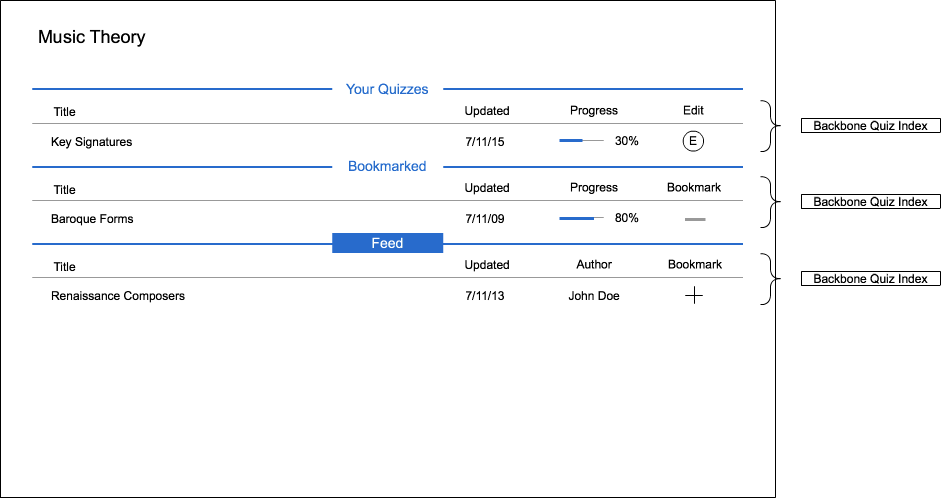 Music Theory
Your Quizzes
Title Updated Progress Edit
Key Signatures 7/11/15 30% E
Backbone Quiz Index
Bookmarked
Title Updated Progress Bookmark
Baroque Forms 7/11/09 80%
Backbone Quiz Index
Feed
Title Updated Author Bookmark
Renaissance Composers 7/11/13 John Doe
Backbone Quiz Index